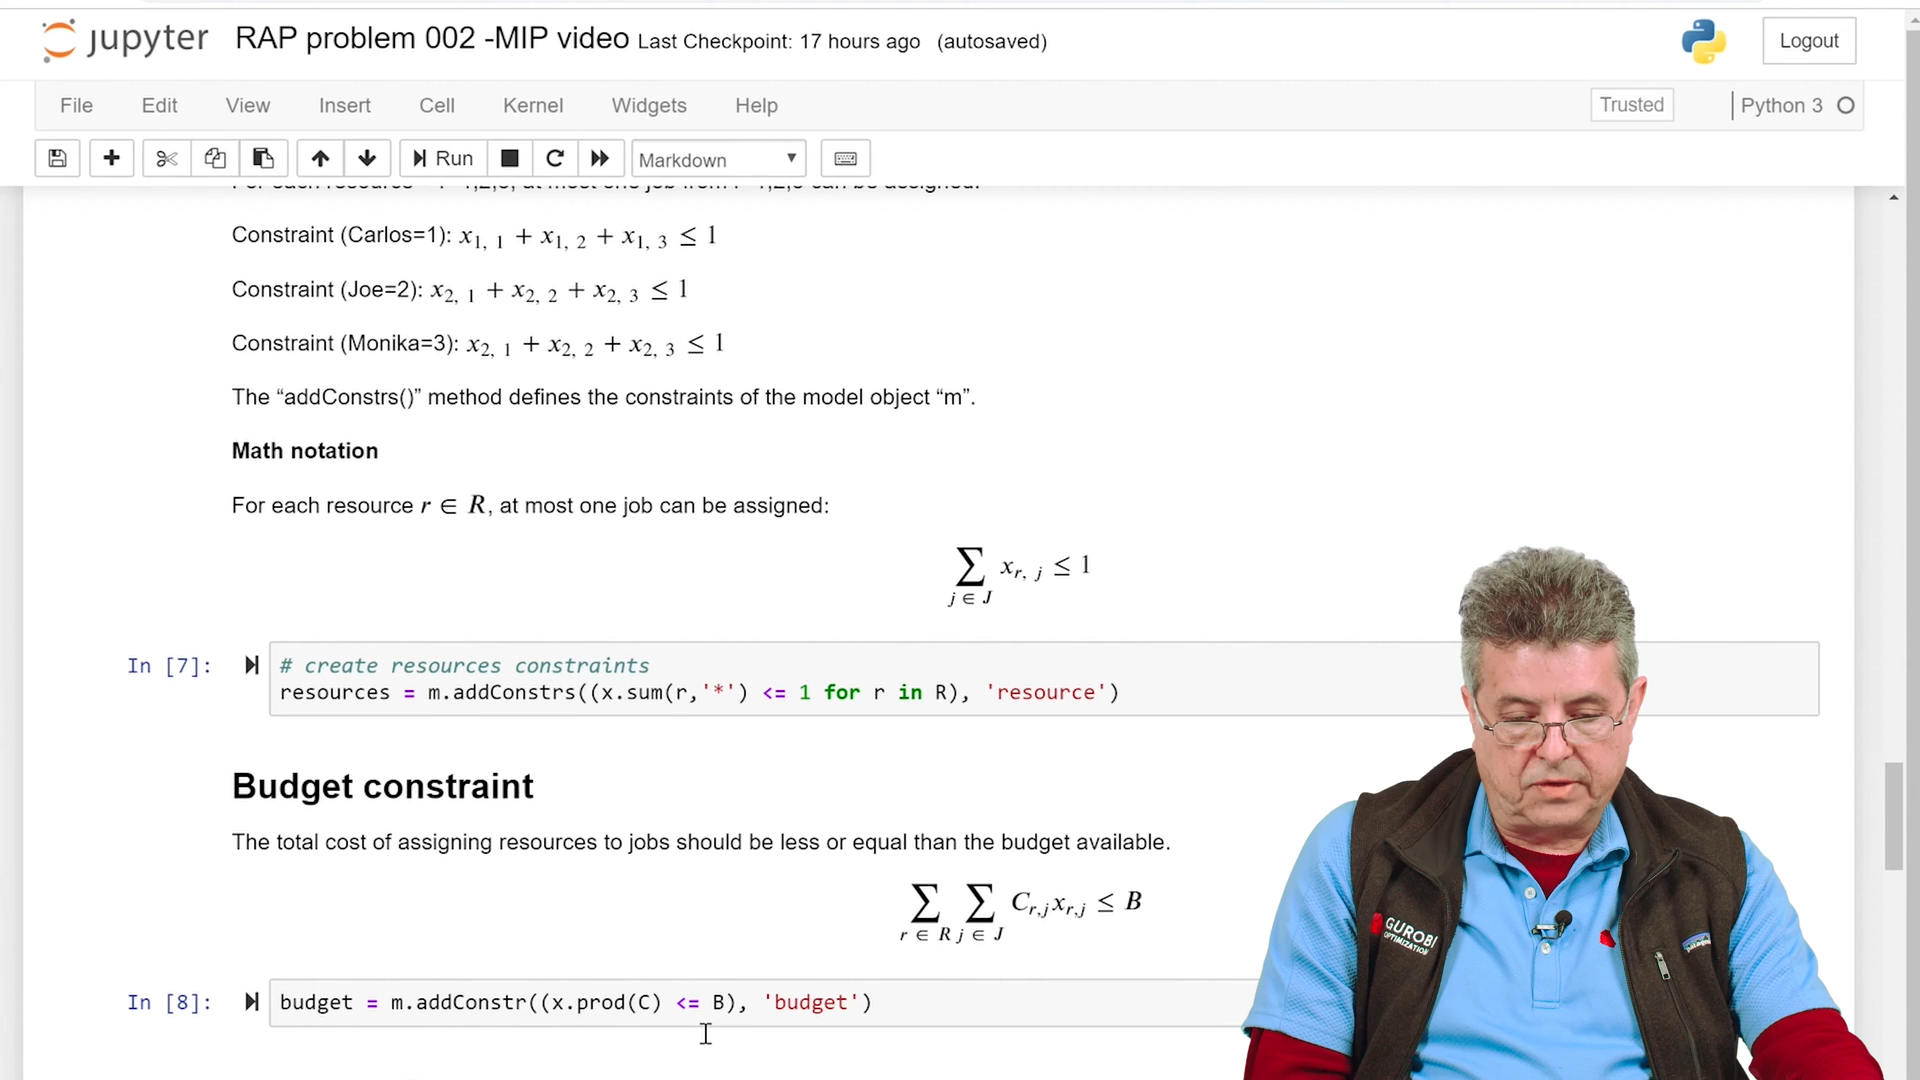 jupyter RAP problem 002 -MIP video Last Checkpoint: 17 hours ago (autosaved) Logout
File Edit View Insert Cell Kernel Widgets Help Trusted Python 3
Run Markdown
Constraint (Carlos=1): x1, 1 + x1, 2 + x1, 3 ≤ 1
Constraint (Joe=2): x2, 1 + x2, 2 + x2, 3 ≤ 1
Constraint (Monika=3): x2, 1 + x2, 2 + x2, 3 ≤ 1
The “addConstrs()” method defines the constraints of the model object “m”.
Math notation
For each resource r ∈ R, at most one job can be assigned:
∑ xr, j ≤ 1
j ∈ J
In [7]: # create resources constraints
resources = m.addConstrs((x.sum(r,'*') <= 1 for r in R), 'resource')
Budget constraint
The total cost of assigning resources to jobs should be less or equal than the budget available.
∑ ∑ Cr,jxr,j ≤ B
r ∈ R j ∈ J
In [8]: budget = m.addConstr((x.prod(C) <= B), 'budget')
GUROBI
OPTIMIZATION
patagonia